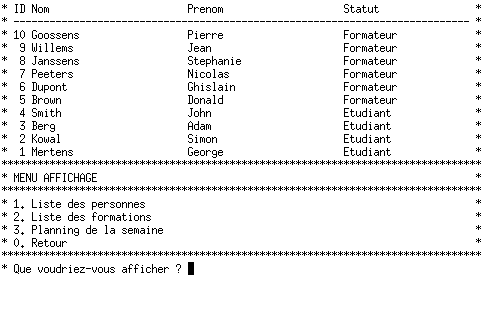 * ID Nom Prenom Statut *
* --------------------------------------------------------------------------- *
* 10 Goossens Pierre Formateur *
* 9 Willems Jean Formateur *
* 8 Janssens Stephanie Formateur *
* 7 Peeters Nicolas Formateur *
* 6 Dupont Ghislain Formateur *
* 5 Brown Donald Formateur *
* 4 Smith John Etudiant *
* 3 Berg Adam Etudiant *
* 2 Kowal Simon Etudiant *
* 1 Mertens George Etudiant *
*******************************************************************************
* MENU AFFICHAGE *
*******************************************************************************
* 1. Liste des personnes *
* 2. Liste des formations *
* 3. Planning de la semaine *
* 0. Retour *
*******************************************************************************
* Que voudriez-vous afficher ?